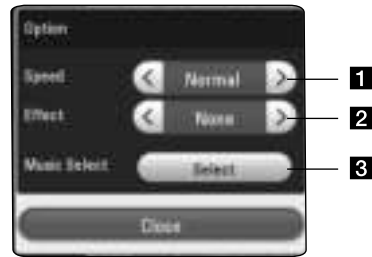 Option
Speed < Normal > 1
Effect < None > 2
Music Select Select 3
Close